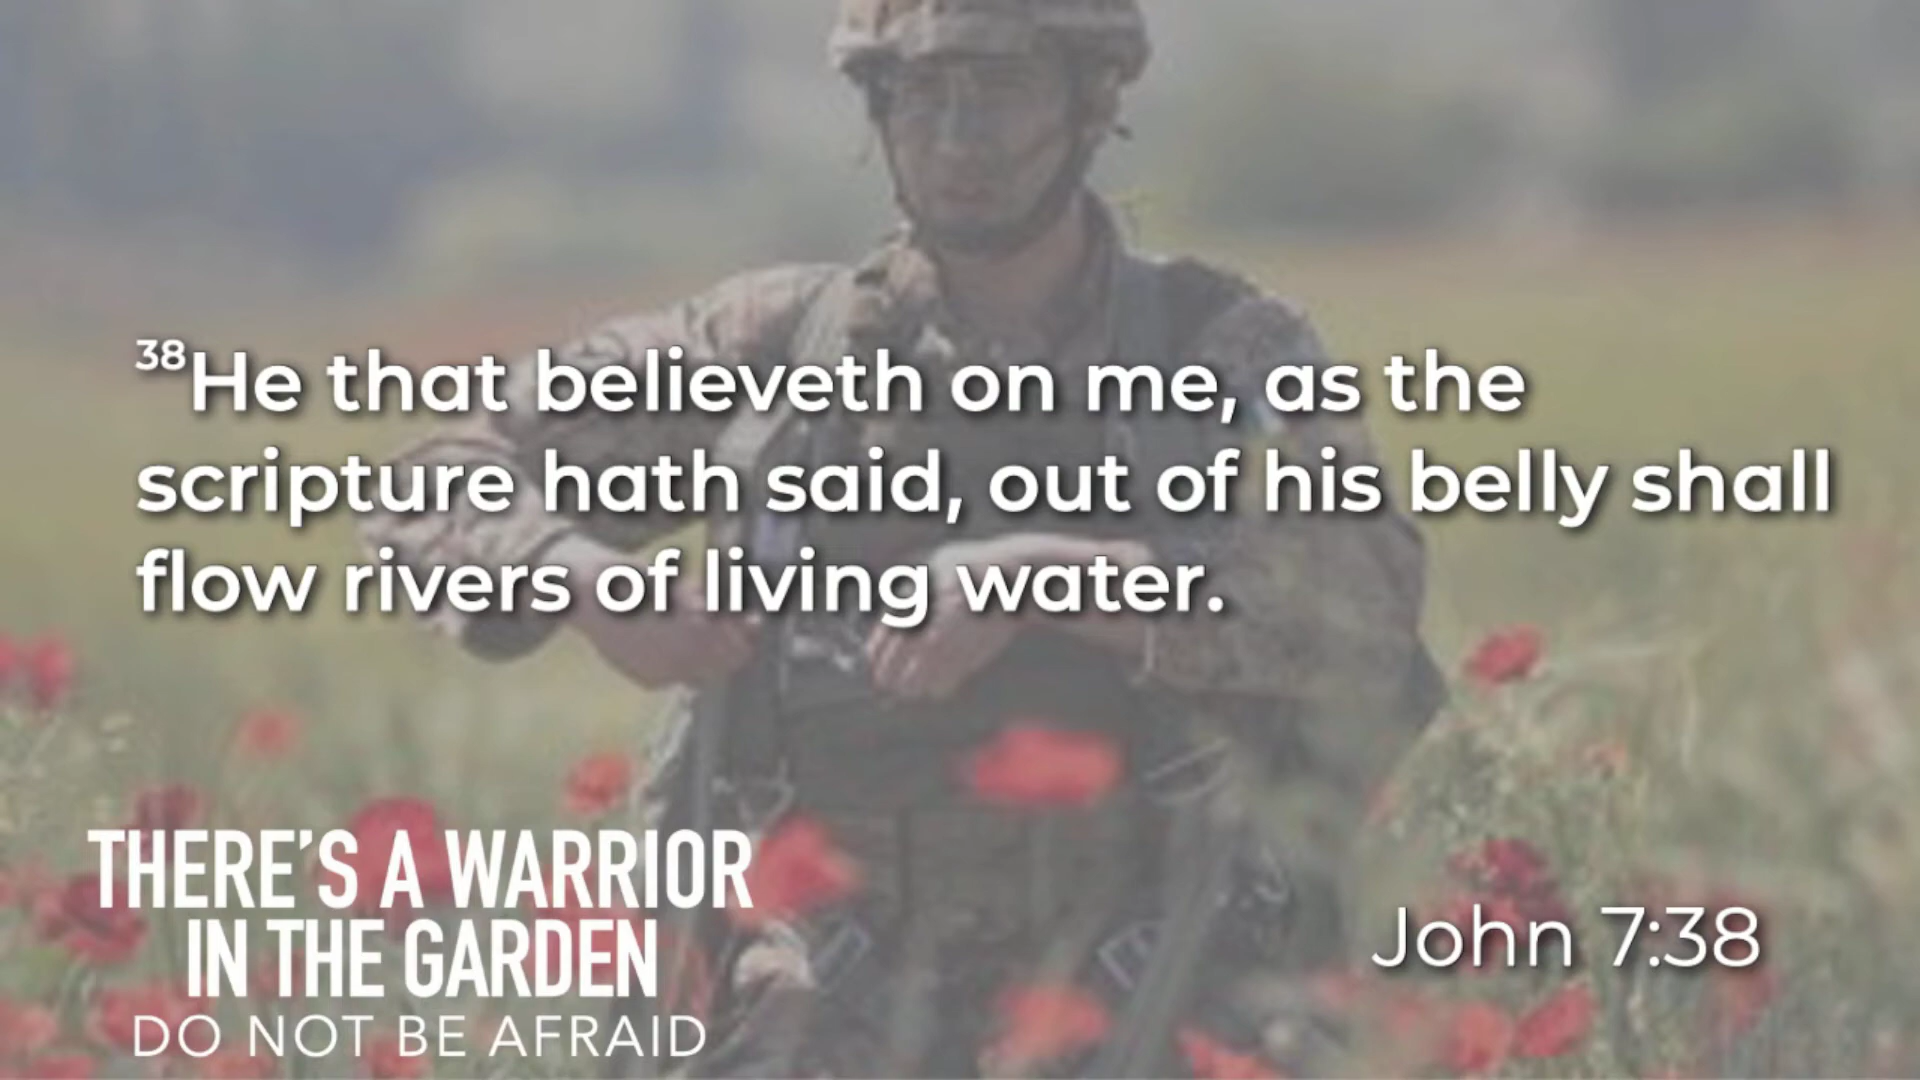 38He that believeth on me, as the
scripture hath said, out of his belly shall
flow rivers of living water.
THERE'S A WARRIOR
IN THE GARDEN
DO NOT BE AFRAID
John 7:38